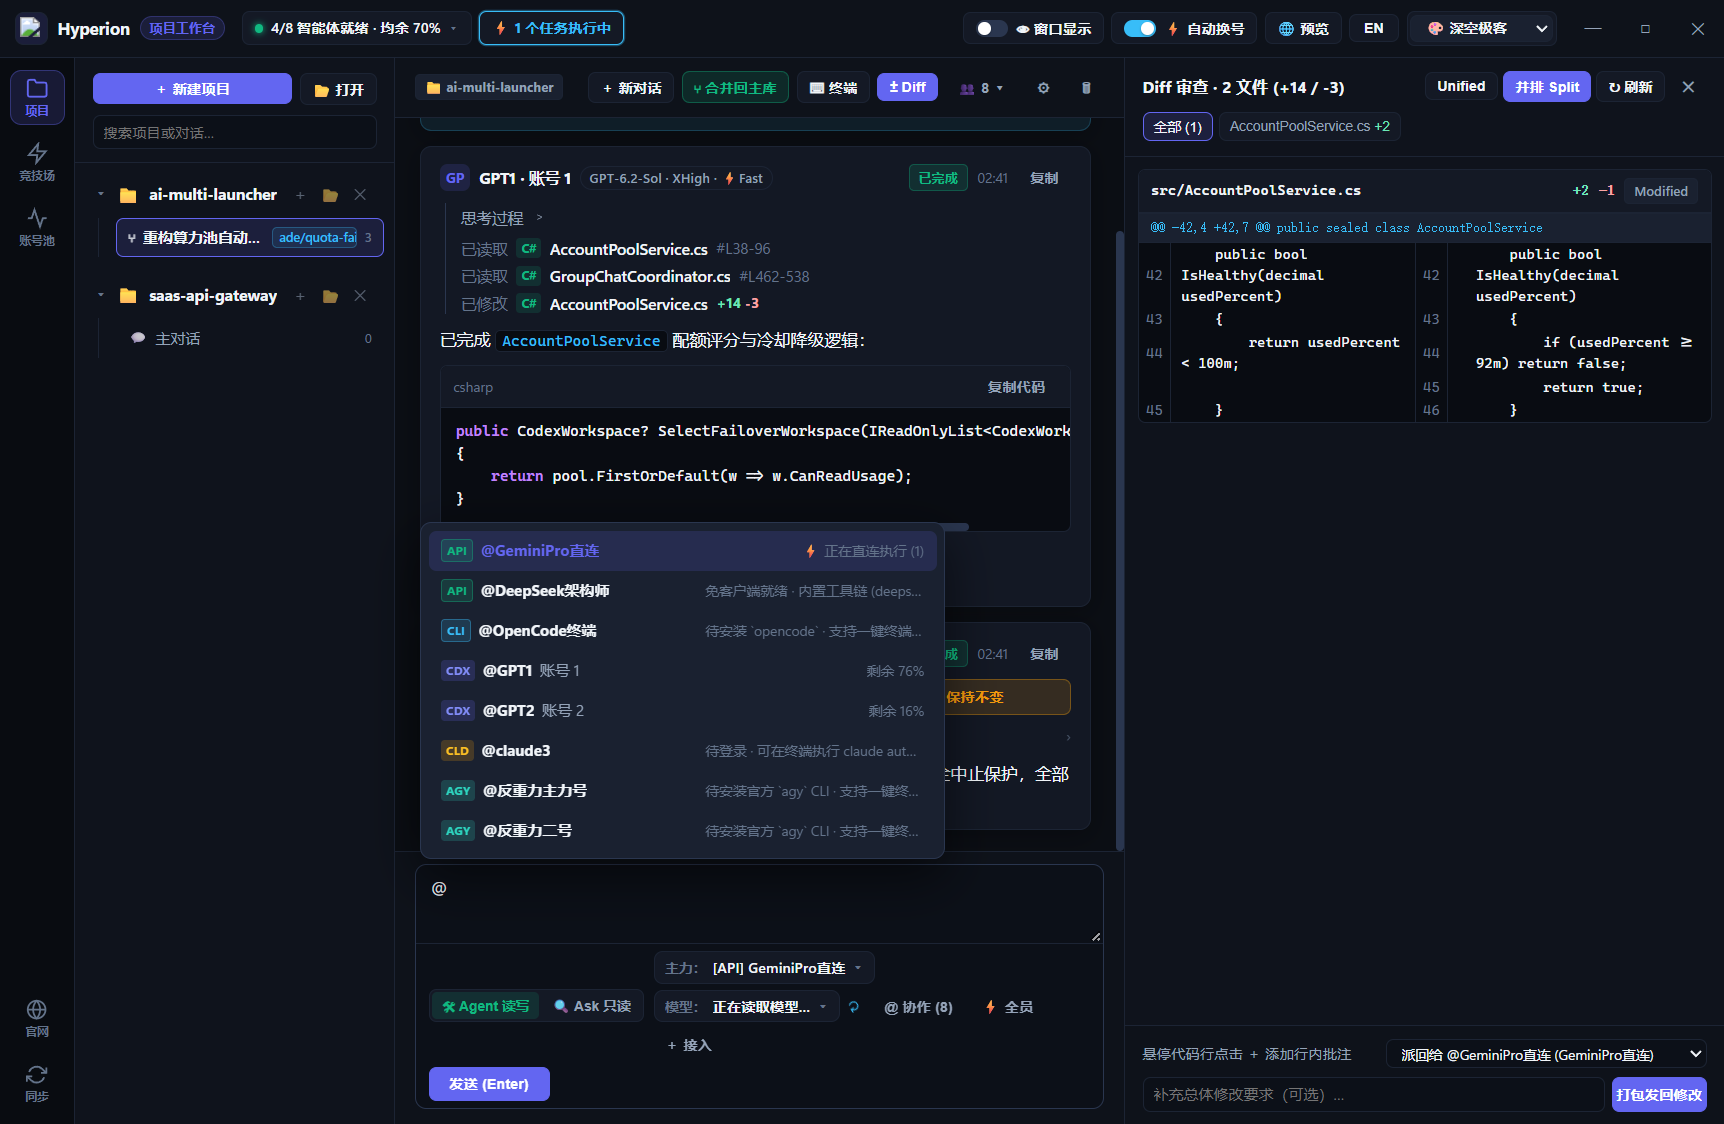 Hyperion 项目工作台
4/8 智能体就绪 · 均余 70%
1 个任务执行中
窗口显示
自动换号
预览
EN
深空极客
项目
竞技场
账号池
官网
同步
+ 新建项目
打开
搜索项目或对话...
ai-multi-launcher
重构算力池自动... ade/quota-fai 3
saas-api-gateway
主对话 0
ai-multi-launcher
+ 新对话
合并回主库
终端
± Diff
8
GP GPT1 · 账号 1 GPT-6.2-Sol · XHigh · Fast 已完成 02:41 复制
思考过程 >
已读取 C# AccountPoolService.cs #L38-96
已读取 C# GroupChatCoordinator.cs #L462-538
已修改 C# AccountPoolService.cs +14 -3
已完成 AccountPoolService 配额评分与冷却降级逻辑：
csharp 复制代码
public CodexWorkspace? SelectFailoverWorkspace(IReadOnlyList<CodexWork
{
return pool.FirstOrDefault(w => w.CanReadUsage);
}
API @GeminiPro直连 正在直连执行 (1)
API @DeepSeek架构师 免客户端就绪 · 内置工具链 (deeps...
CLI @OpenCode终端 待安装 `opencode` · 支持一键终端...
CDX @GPT1 账号 1 剩余 76%
CDX @GPT2 账号 2 剩余 16%
CLD @claude3 待登录 · 可在终端执行 claude aut...
AGY @反重力主力号 待安装官方 `agy` CLI · 支持一键终...
AGY @反重力二号 待安装官方 `agy` CLI · 支持一键终...
成 02:41 复制
保持不变
中止保护，全部
@
主力： [API] GeminiPro直连
Agent 读写
Ask 只读
模型： 正在读取模型...
@ 协作 (8)
全员
+ 接入
发送 (Enter)
Diff 审查 · 2 文件 (+14 / -3)
Unified
并排 Split
↻ 刷新
全部 (1)
AccountPoolService.cs +2
src/AccountPoolService.cs +2 −1 Modified
@@ -42,4 +42,7 @@ public sealed class AccountPoolService
42 public bool IsHealthy(decimal usedPercent)
43 {
44 return usedPercent < 100m;
45 }
42 public bool IsHealthy(decimal usedPercent)
43 {
44 if (usedPercent ≥ 92m) return false;
45 return true;
46 }
悬停代码行点击 + 添加行内批注
派回给 @GeminiPro直连 (GeminiPro直连)
补充总体修改要求（可选）...
打包发回修改